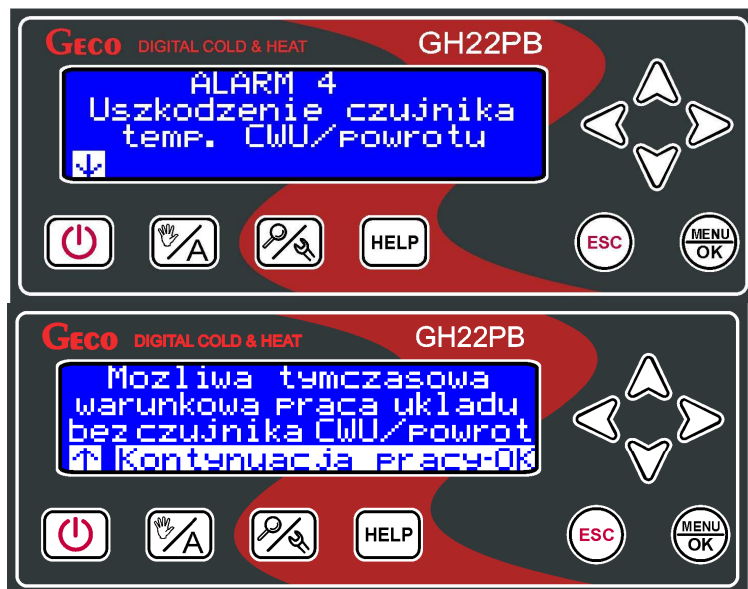 GECO DIGITAL COLD & HEAT GH22PB
ALARM 4
Uszkodzenie czujnika
temp. CWU/powrotu
↓
A HELP ESC MENU
OK
GECO DIGITAL COLD & HEAT GH22PB
Mozliwa tymczasowa
warunkowa praca ukladu
bez czujnika CWU/powrot
↑ Kontynuacja pracy-OK
A HELP ESC MENU
OK